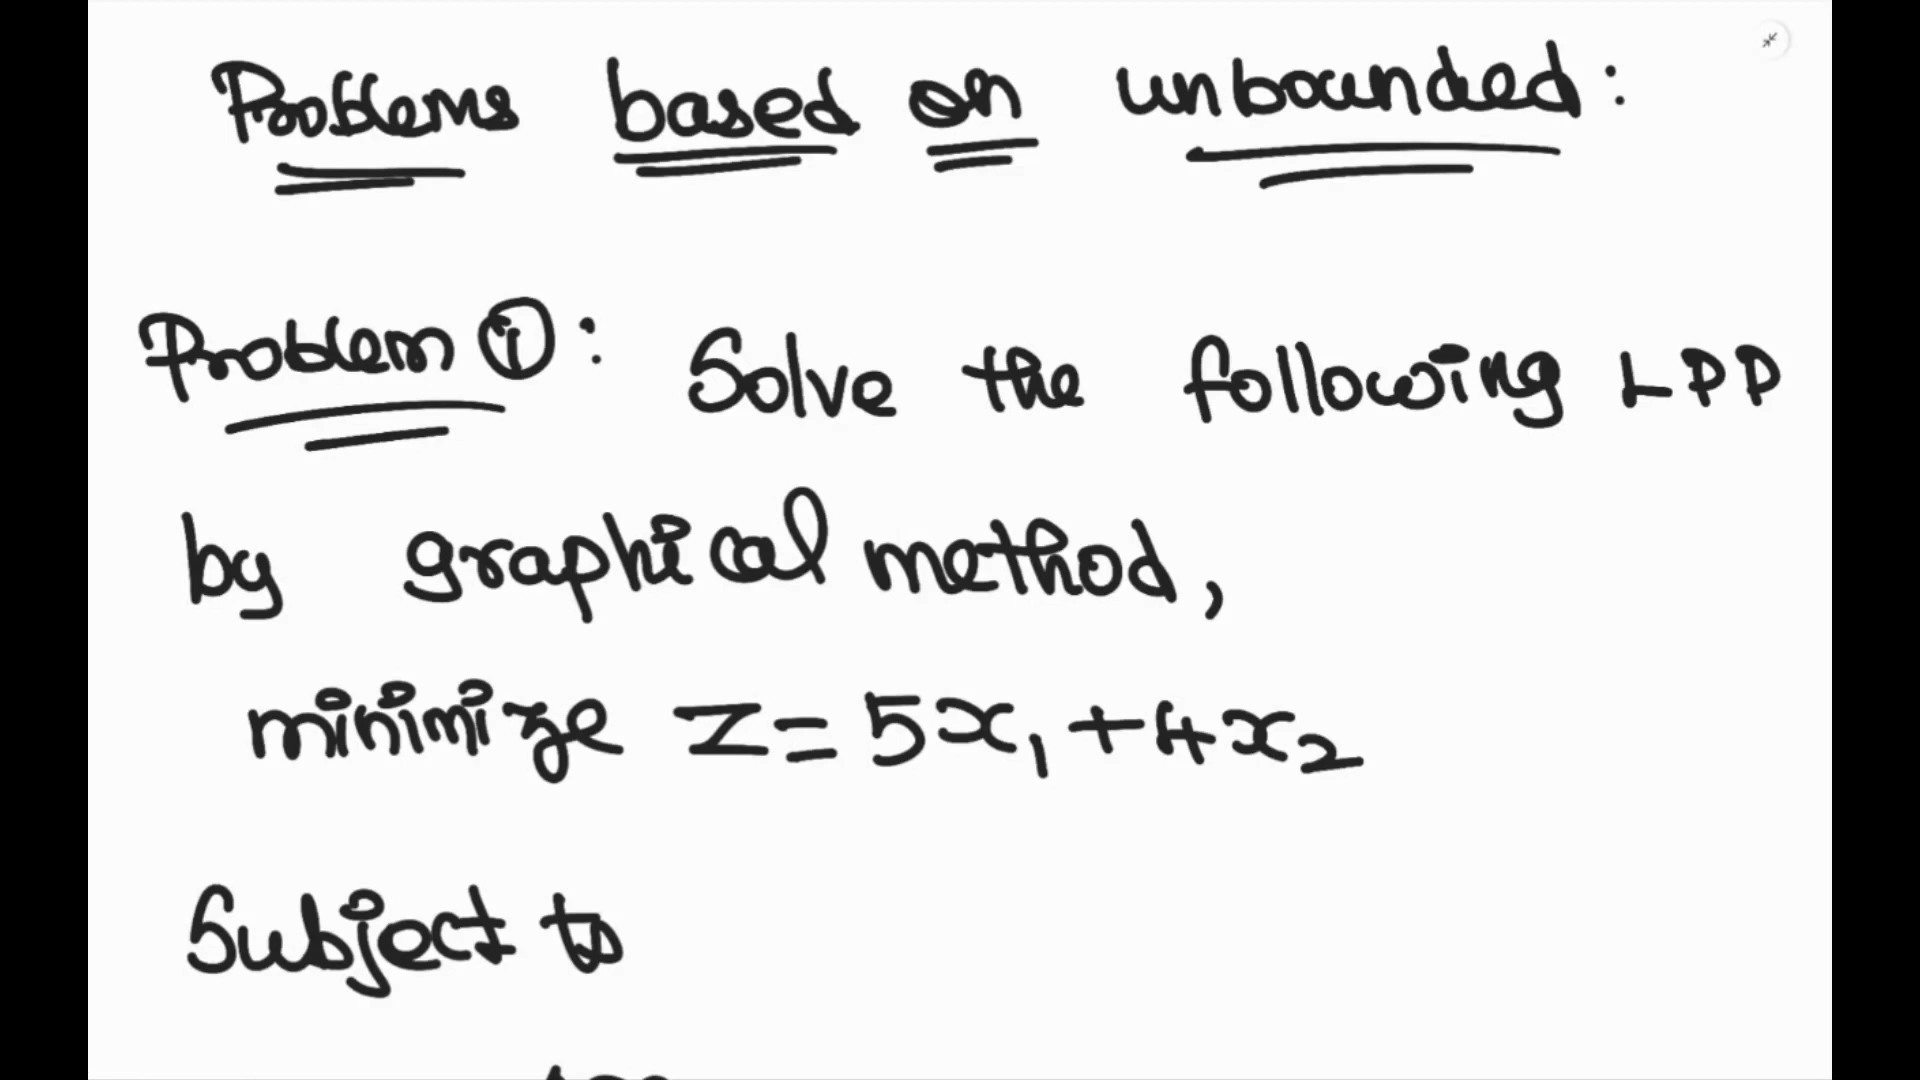 Problems based on unbounded:
Problem ①: Solve the following LPP
by graphical method,
minimize Z = 5x₁ + 4x₂
Subject to